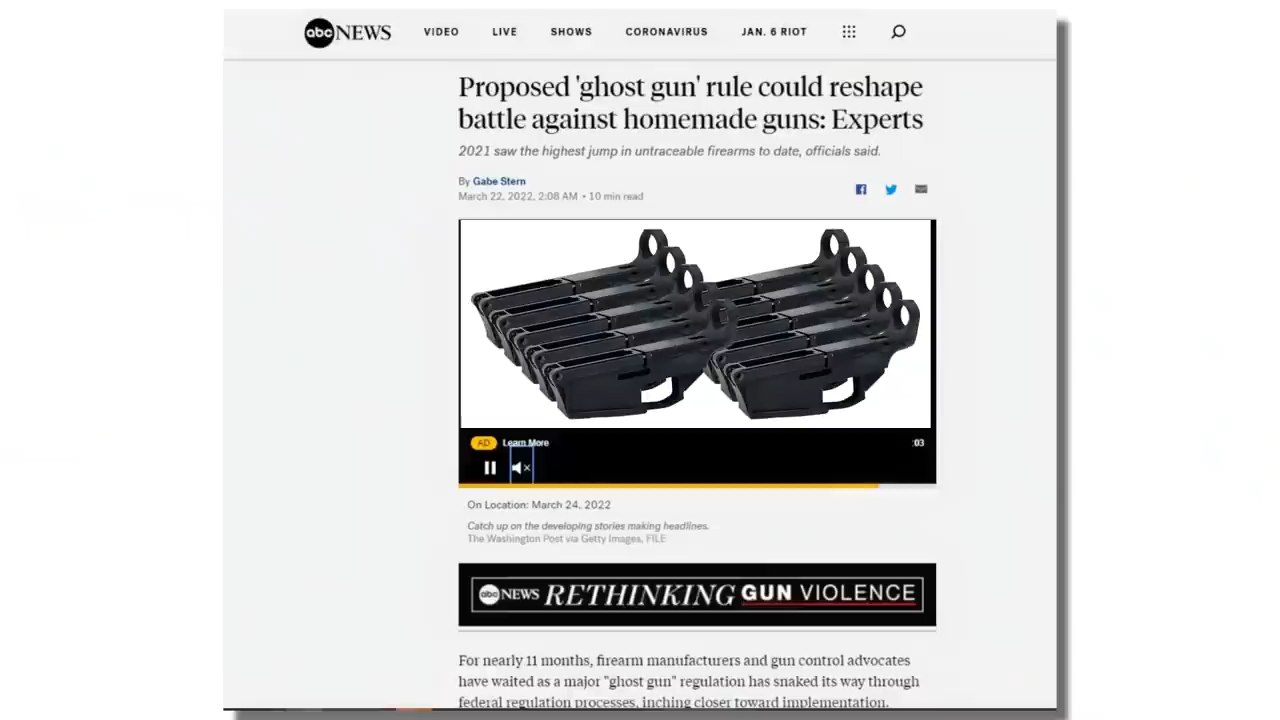 abc NEWS VIDEO LIVE SHOWS CORONAVIRUS JAN. 6 RIOT
Proposed 'ghost gun' rule could reshape
battle against homemade guns: Experts
2021 saw the highest jump in untraceable firearms to date, officials said.
By Gabe Stern
March 22, 2022, 2:08 AM • 10 min read
AD Learn More :03
On Location: March 24, 2022
Catch up on the developing stories making headlines.
The Washington Post via Getty Images, FILE
abc NEWS RETHINKING GUN VIOLENCE
For nearly 11 months, firearm manufacturers and gun control advocates
have waited as a major "ghost gun" regulation has snaked its way through
federal regulation processes, inching closer toward implementation.